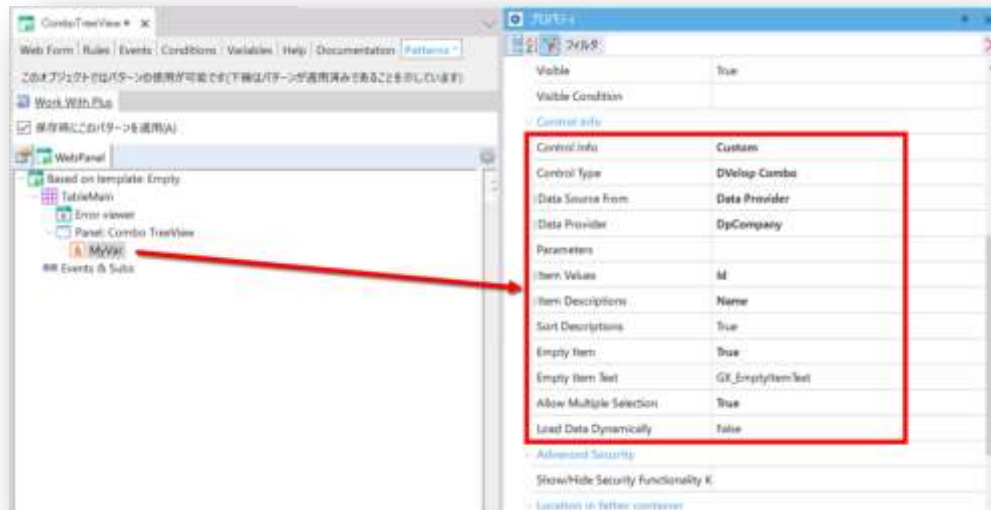 ComboTreeView * ×
Web Form | Rules | Events | Conditions | Variables | Help | Documentation | Patterns *
このオブジェクトではパターンの使用が可能です(下線はパターンが適用済みであることを示しています)
Work With Plus
保存時にこのパターンを適用(A)
WebPanel
Based on template: Empty
TableMain
Error viewer
Panel: Combo TreeView
MyVar
Events & Subs
プロパティ
フィルタ
Visible True
Visible Condition
Control Info
Control Info Custom
Control Type DVelop Combo
Data Source From Data Provider
Data Provider DpCompany
Parameters
Item Values Id
Item Descriptions Name
Sort Descriptions True
Empty Item True
Empty Item Text GX_EmptyItemText
Allow Multiple Selection True
Load Data Dynamically False
Advanced Security
Show/Hide Security Functionality K
Location in father container